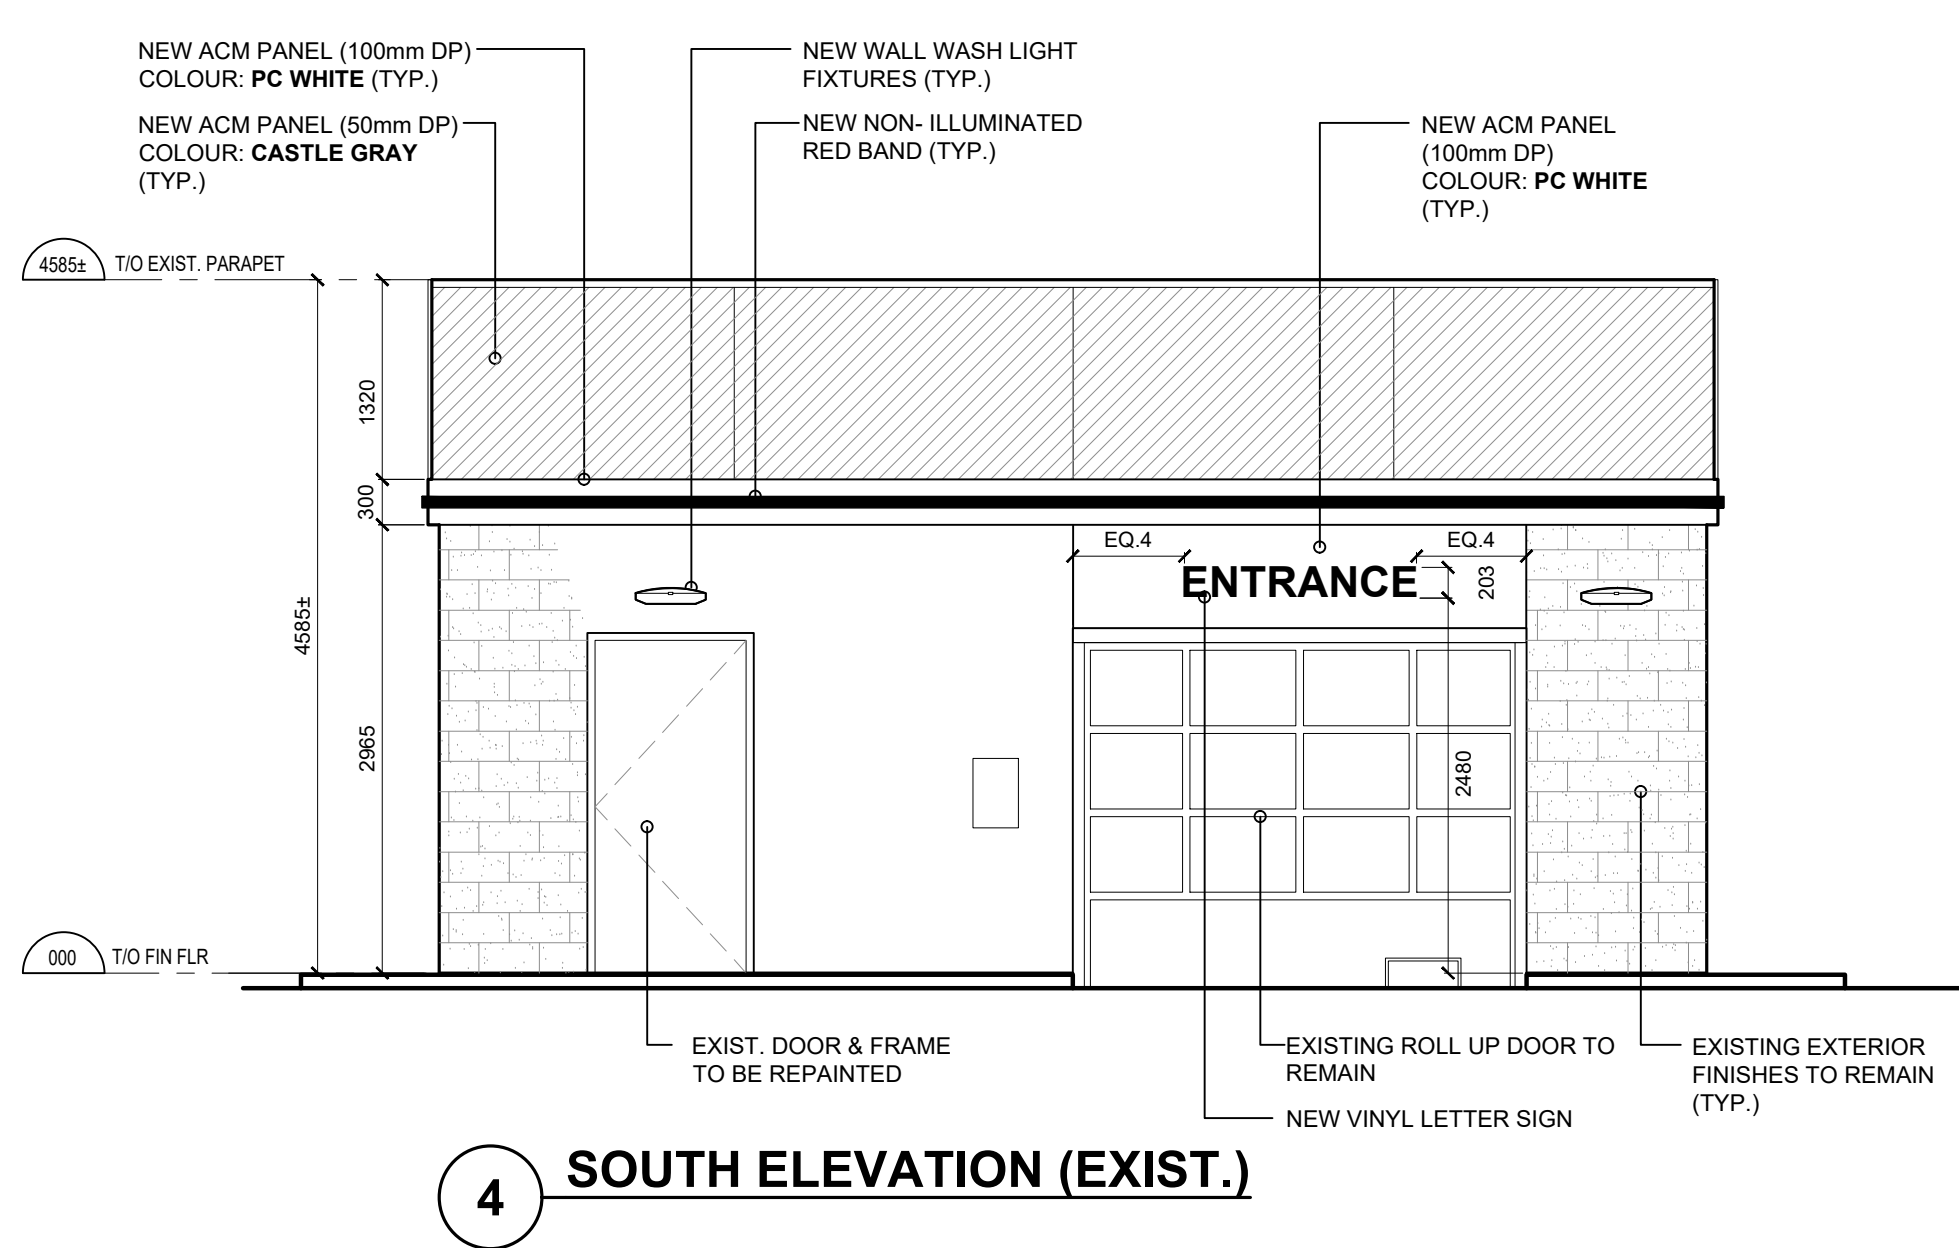 NEW ACM PANEL (100mm DP)
COLOUR: PC WHITE (TYP.)
NEW ACM PANEL (50mm DP)
COLOUR: CASTLE GRAY
(TYP.)
NEW WALL WASH LIGHT
FIXTURES (TYP.)
NEW NON- ILLUMINATED
RED BAND (TYP.)
NEW ACM PANEL
(100mm DP)
COLOUR: PC WHITE
(TYP.)
4585±
T/O EXIST. PARAPET
1320
300
4585±
2965
EQ.4
EQ.4
ENTRANCE
203
2480
000
T/O FIN FLR
EXIST. DOOR & FRAME
TO BE REPAINTED
EXISTING ROLL UP DOOR TO
REMAIN
NEW VINYL LETTER SIGN
EXISTING EXTERIOR
FINISHES TO REMAIN
(TYP.)
4
SOUTH ELEVATION (EXIST.)